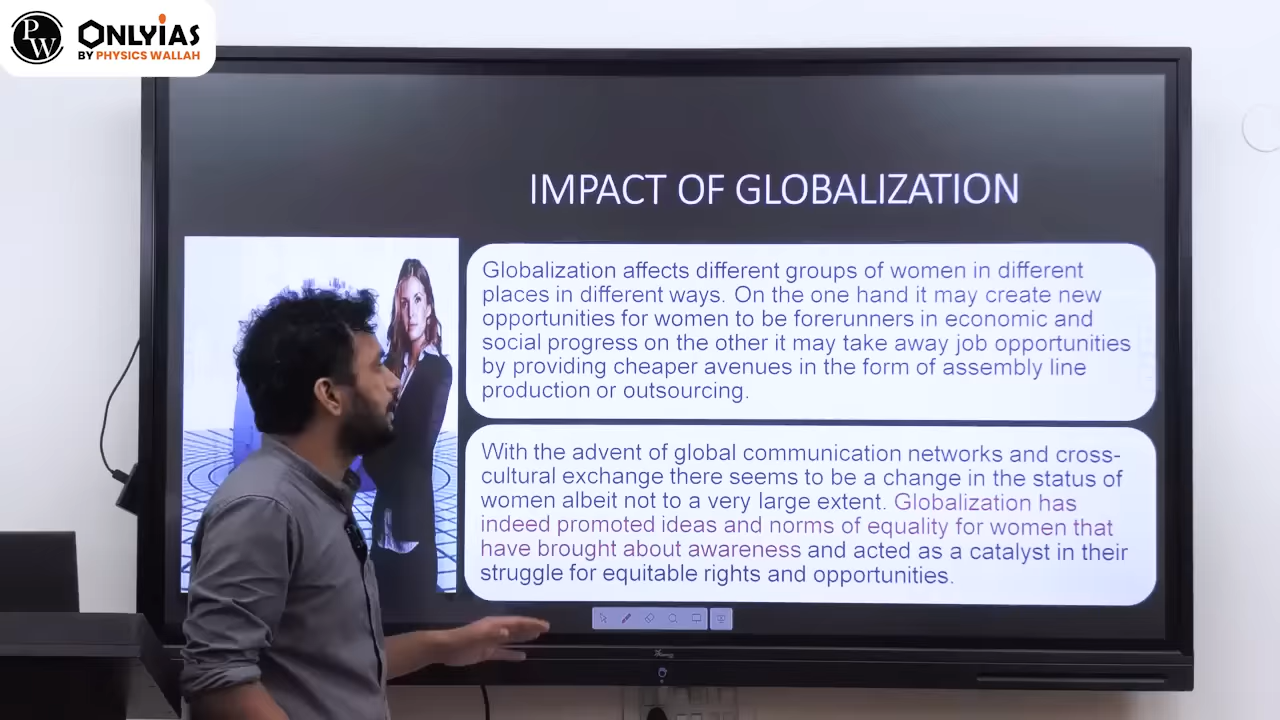 PW
ONLYIAS
BY PHYSICS WALLAH
IMPACT OF GLOBALIZATION
Globalization affects different groups of women in different
places in different ways. On the one hand it may create new
opportunities for women to be forerunners in economic and
social progress on the other it may take away job opportunities
by providing cheaper avenues in the form of assembly line
production or outsourcing.
With the advent of global communication networks and cross-
cultural exchange there seems to be a change in the status of
women albeit not to a very large extent. Globalization has
indeed promoted ideas and norms of equality for women that
have brought about awareness and acted as a catalyst in their
struggle for equitable rights and opportunities.